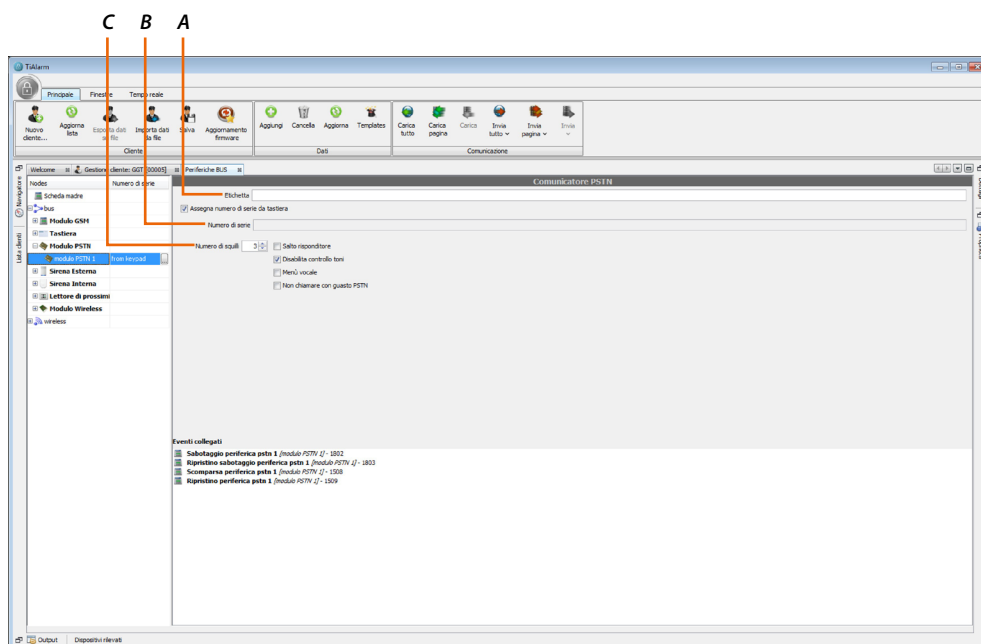 C B A
TiAlarm
Principale Finestre Tempo reale
Nuovo cliente... Aggiorna lista Esporta dati su file Importa dati da file Salva Aggiornamento firmware Aggiungi Cancella Aggiorna Templates Carica tutto Carica pagina Carica Invia tutto Invia pagina Invia
Cliente Dati Comunicazione
Welcome Gestione cliente: GGT [00005] Periferiche BUS
Navigatore
Lista clienti
Nodes Numero di serie
Scheda madre
bus
Modulo GSM
Tastiera
Modulo PSTN
modulo PSTN 1 from keypad
Sirena Esterna
Sirena Interna
Lettore di prossimi
Modulo Wireless
wireless
Comunicatore PSTN
Etichetta
Assegna numero di serie da tastiera
Numero di serie
Numero di squilli 3 Salto risponditore
Disabilita controllo toni
Menù vocale
Non chiamare con guasto PSTN
Eventi collegati
Sabotaggio periferica pstn 1 [modulo PSTN 1] - 1802
Ripristino sabotaggio periferica pstn 1 [modulo PSTN 1] - 1803
Scomparsa periferica pstn 1 [modulo PSTN 1] - 1508
Ripristino periferica pstn 1 [modulo PSTN 1] - 1509
Output Dispositivi rilevati